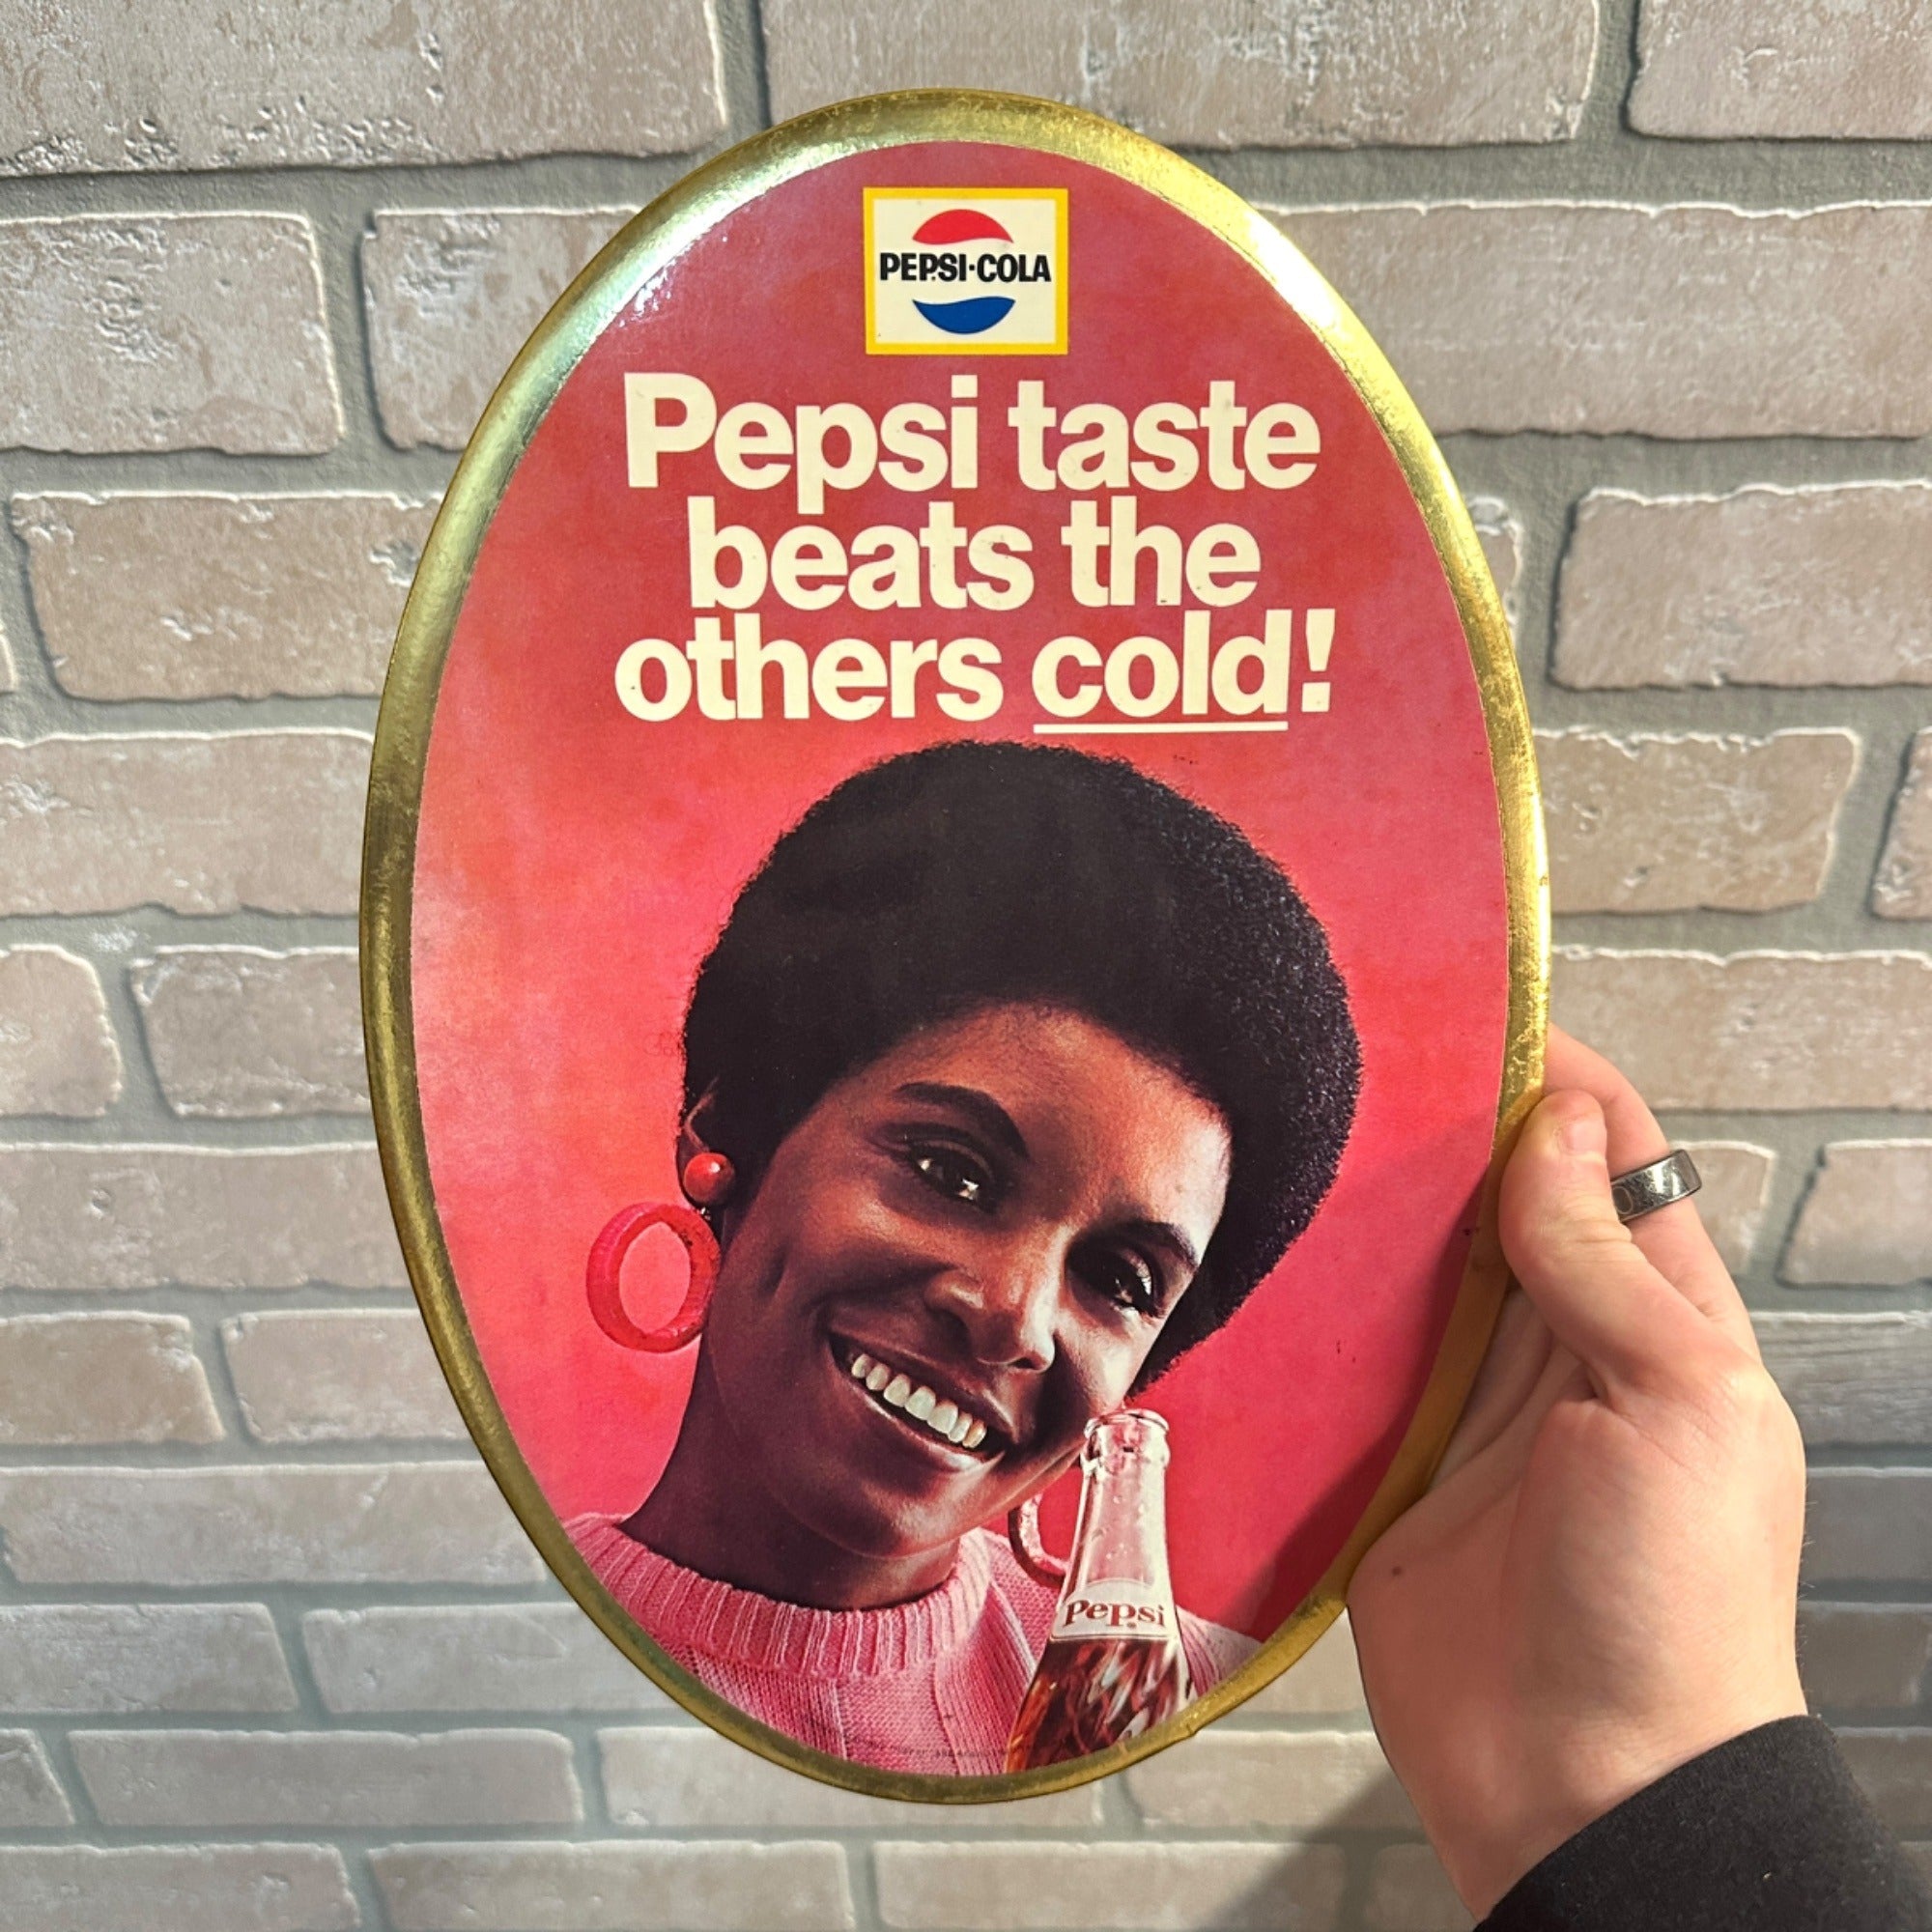 PEPSI·COLA
Pepsi taste
beats the
others cold!
Pepsi